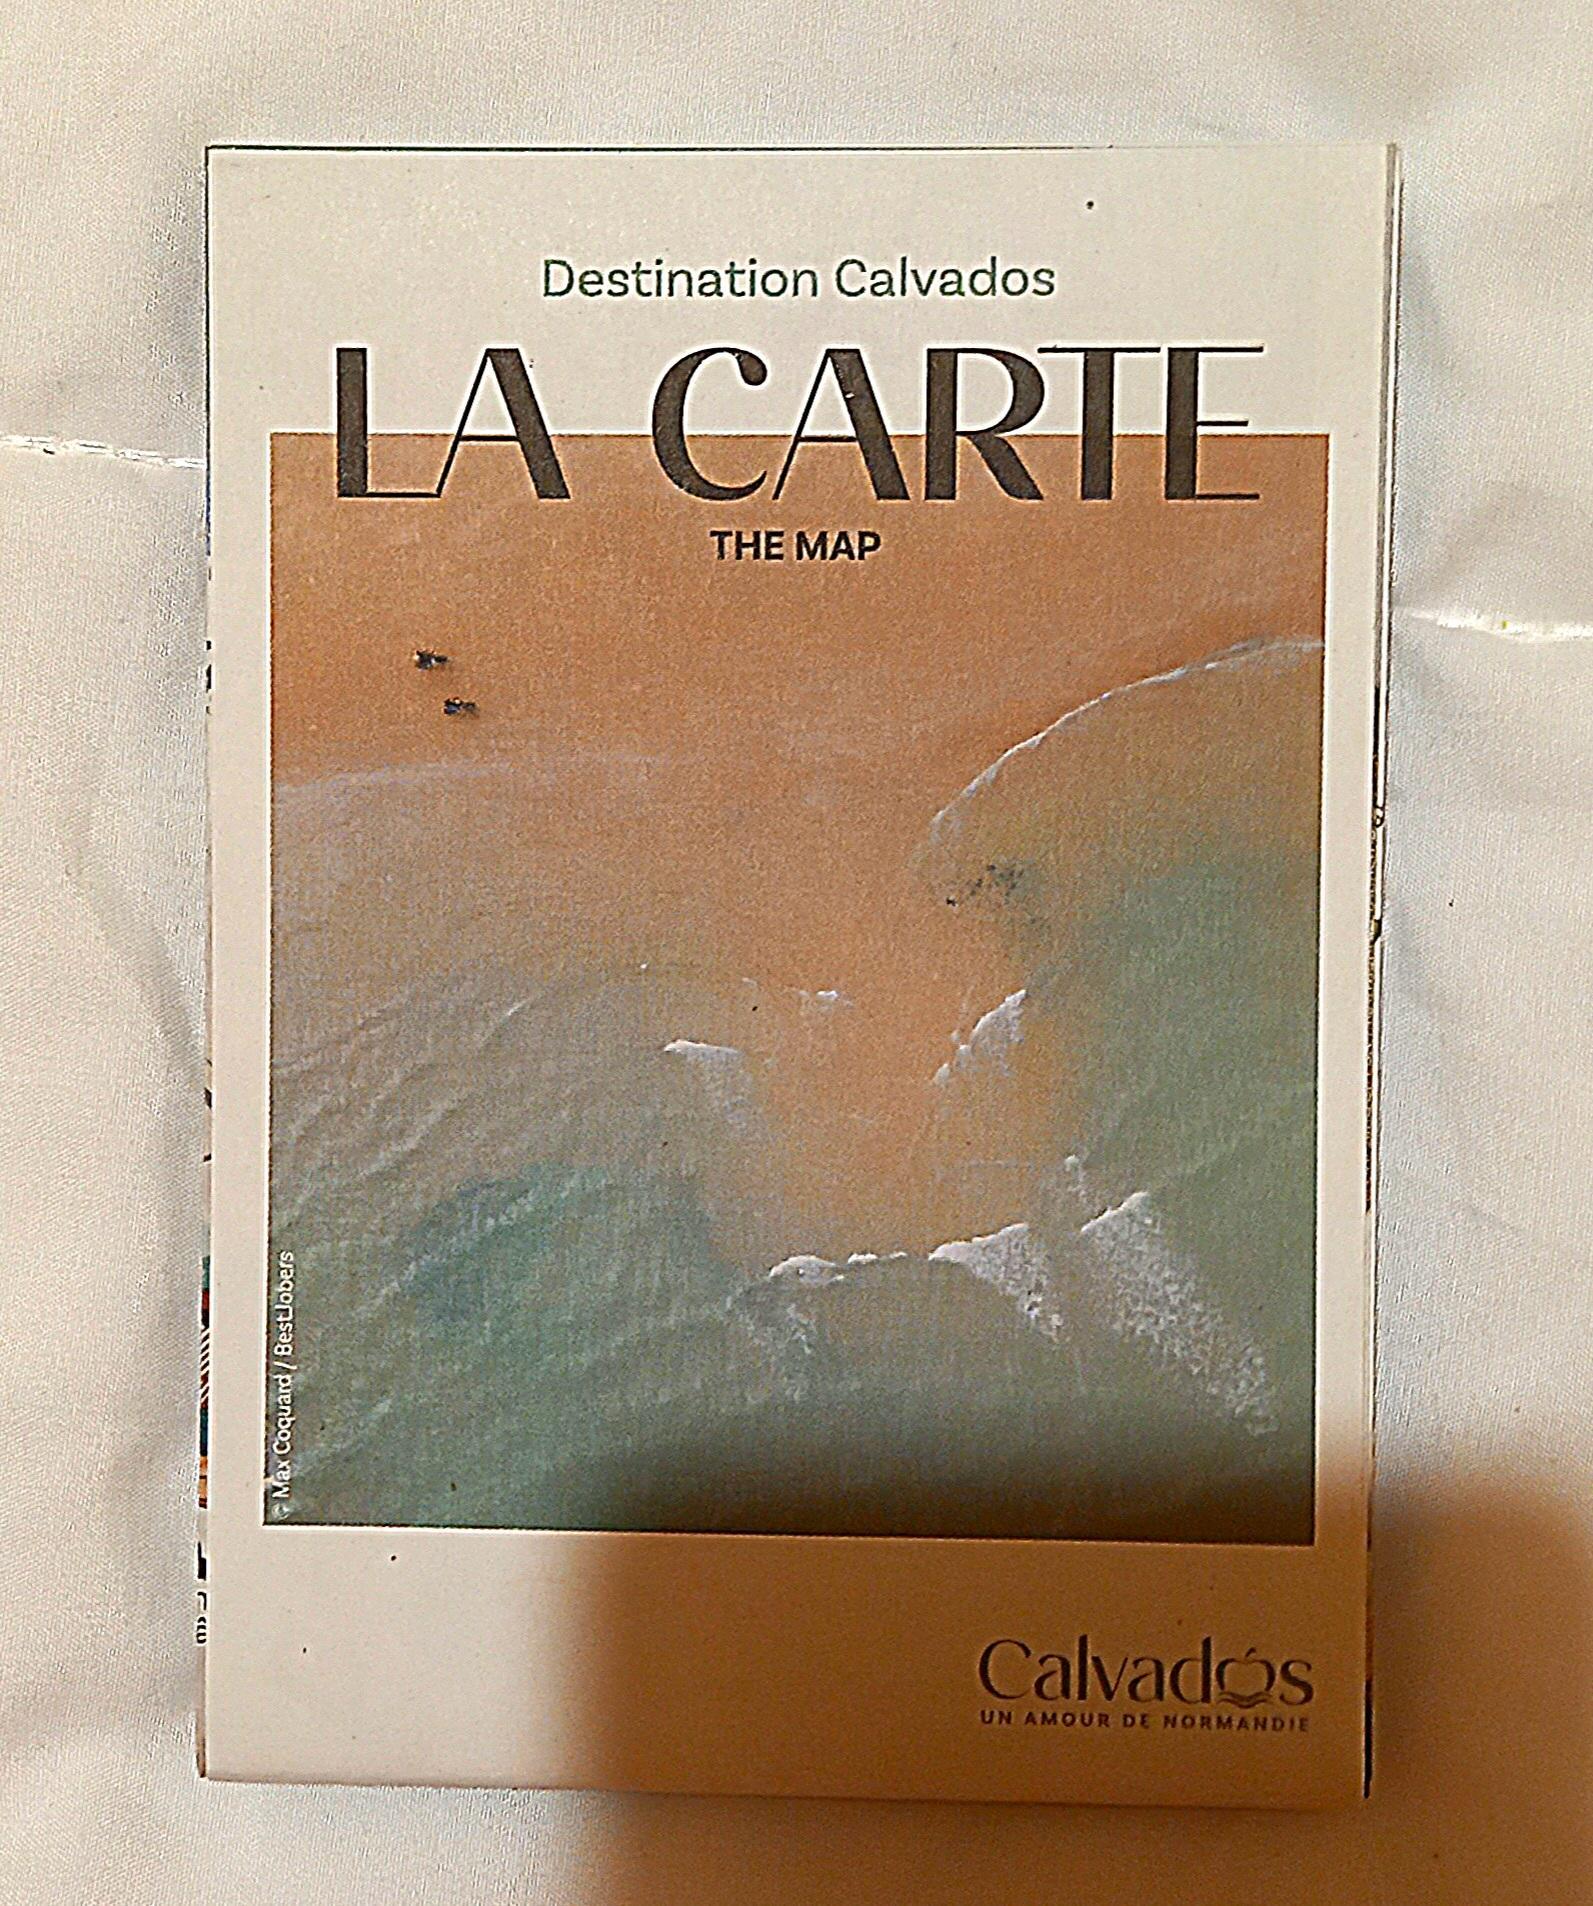 Destination Calvados
LA CARTE
THE MAP
© Max Coquard / BestJobers
Calvados
UN AMOUR DE NORMANDIE